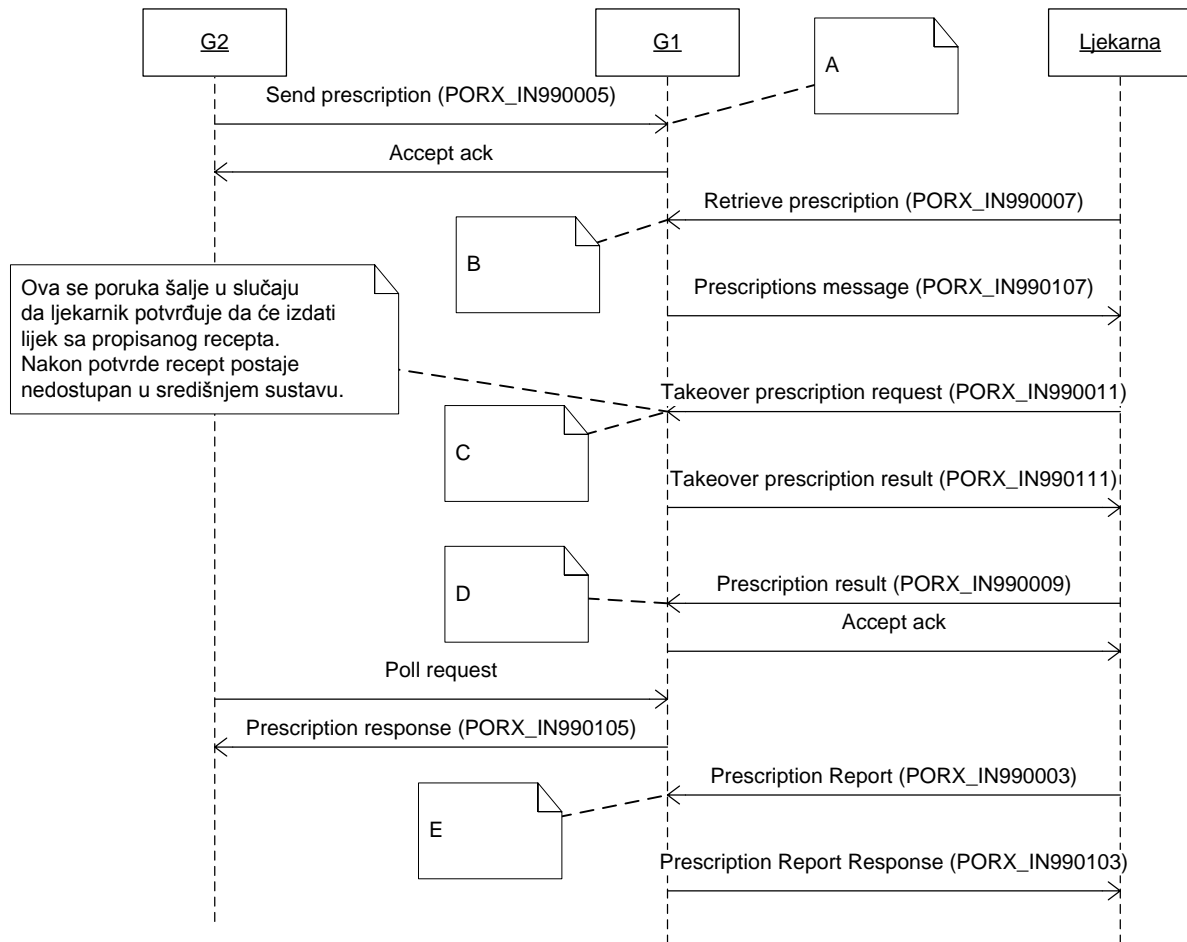 G2
G1
Ljekarna
A
Send prescription (PORX_IN990005)
Accept ack
Retrieve prescription (PORX_IN990007)
B
Ova se poruka šalje u slučaju
da ljekarnik potvrđuje da će izdati
lijek sa propisanog recepta.
Nakon potvrde recept postaje
nedostupan u središnjem sustavu.
Prescriptions message (PORX_IN990107)
Takeover prescription request (PORX_IN990011)
C
Takeover prescription result (PORX_IN990111)
D
Prescription result (PORX_IN990009)
Accept ack
Poll request
Prescription response (PORX_IN990105)
Prescription Report (PORX_IN990003)
E
Prescription Report Response (PORX_IN990103)